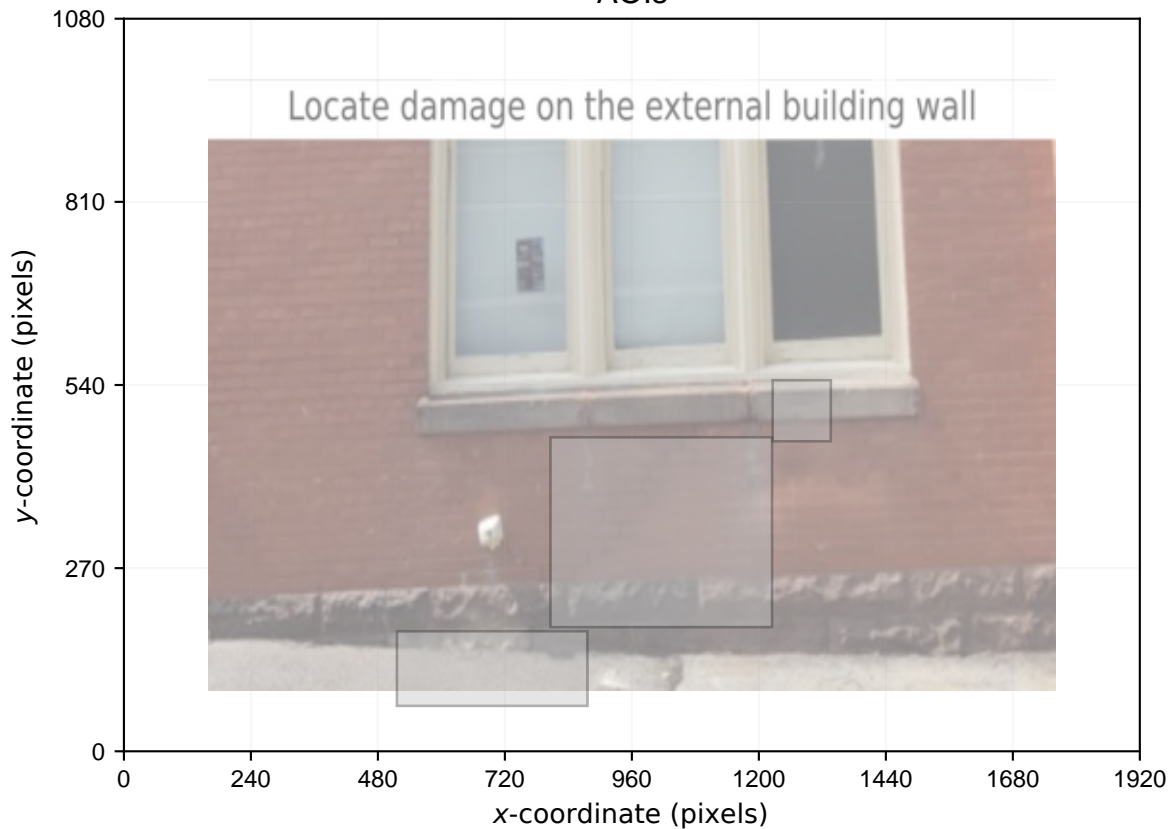 AOIs
1080
Locate damage on the external building wall
810
540
270
0
y-coordinate (pixels)
0 240 480 720 960 1200 1440 1680 1920
x-coordinate (pixels)